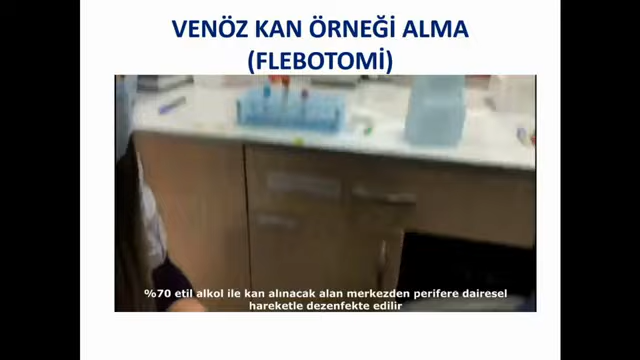 VENÖZ KAN ÖRNEĞİ ALMA
(FLEBOTOMİ)
%70 etil alkol ile kan alınacak alan merkezden perifere dairesel
hareketle dezenfekte edilir